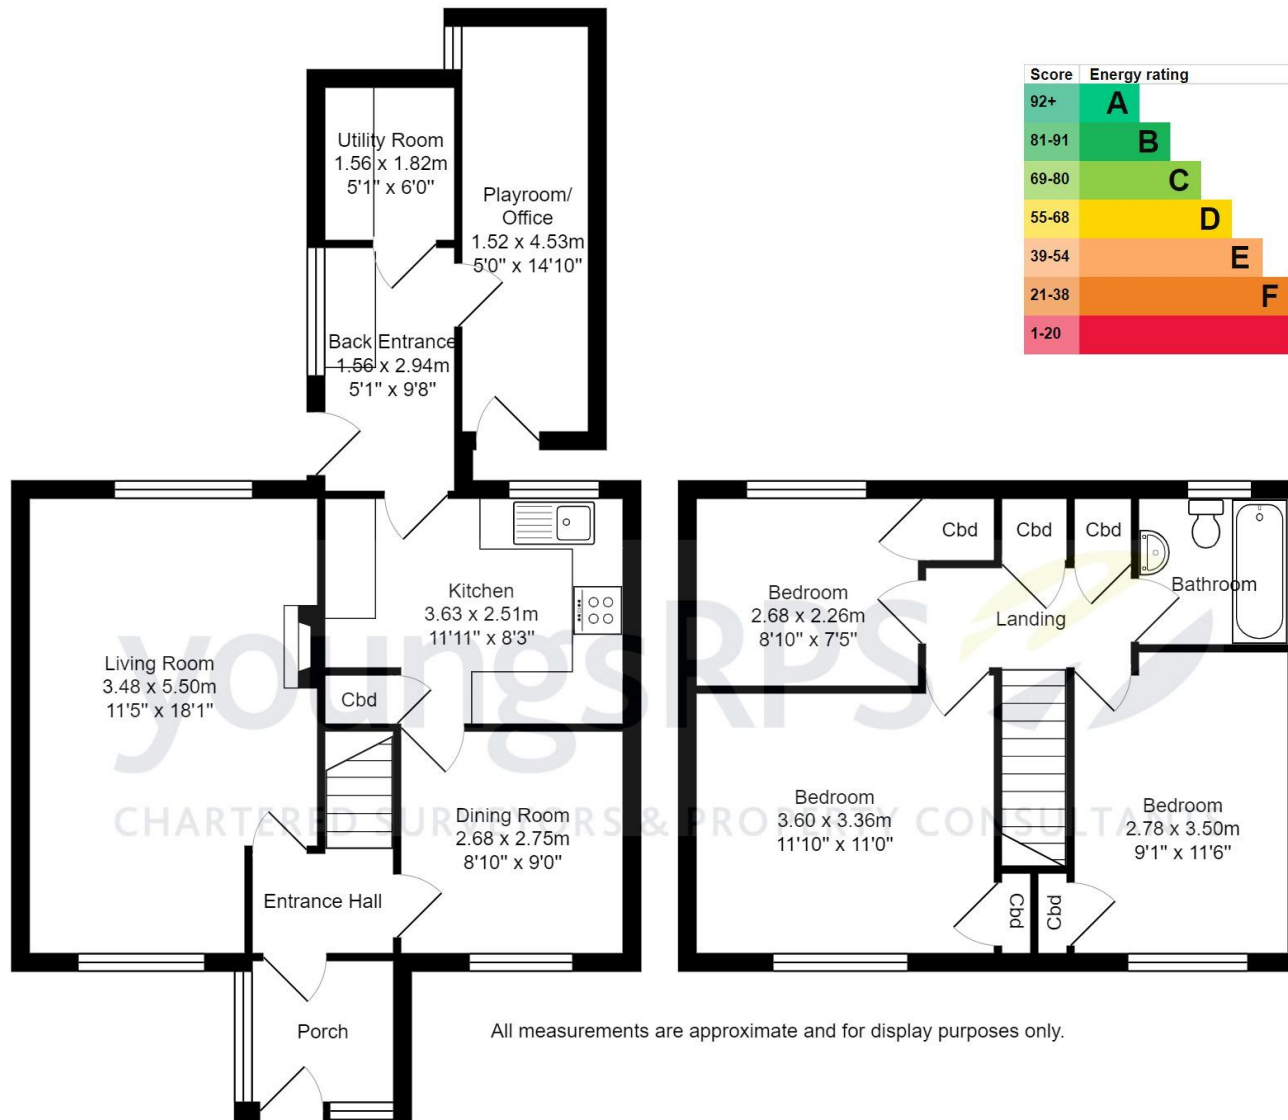 Utility Room
1.56 x 1.82m
5'1" x 6'0"
Playroom/
Office
1.52 x 4.53m
5'0" x 14'10"
Back Entrance
1.56 x 2.94m
5'1" x 9'8"
Score Energy rating
92+ A
81-91 B
69-80 C
55-68 D
39-54 E
21-38 F
1-20
Living Room
3.48 x 5.50m
11'5" x 18'1"
Kitchen
3.63 x 2.51m
11'11" x 8'3"
Cbd
Dining Room
2.68 x 2.75m
8'10" x 9'0"
Entrance Hall
Porch
Bedroom
2.68 x 2.26m
8'10" x 7'5"
Cbd
Cbd
Cbd
Bathroom
Landing
Bedroom
3.60 x 3.36m
11'10" x 11'0"
Bedroom
2.78 x 3.50m
9'1" x 11'6"
Cbd
Cbd
youngsRPS
CHARTERED SURVEYORS & PROPERTY CONSULTANTS
All measurements are approximate and for display purposes only.